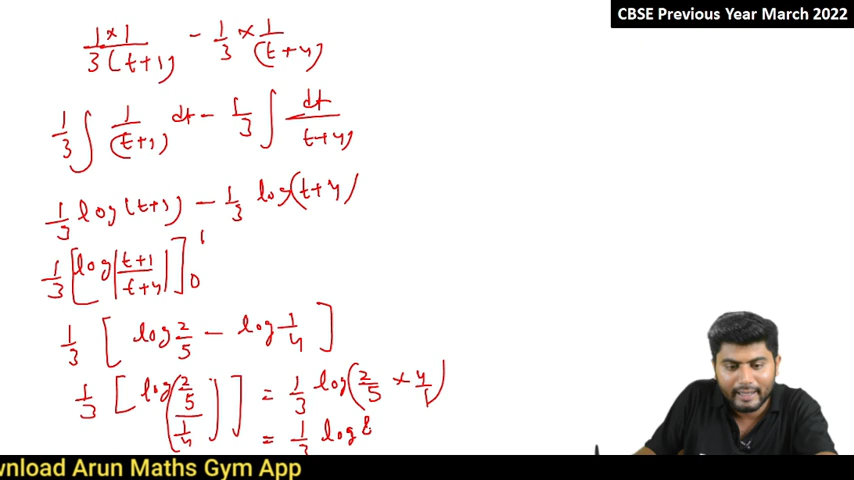 CBSE Previous Year March 2022
1 × 1 / 3(t+1) − 1/3 × 1/(t+4)
1/3 ∫ 1/(t+1) dt − 1/3 ∫ dt/(t+4)
1/3 log(t+1) − 1/3 log(t+4)
1/3 [log |t+1 / t+4|]₀¹
1/3 [ log 2/5 − log 1/4 ]
1/3 [ log( (2/5) / (1/4) ) ] = 1/3 log( 2/5 × 4/1 )
= 1/3 log 8
wnload Arun Maths Gym App